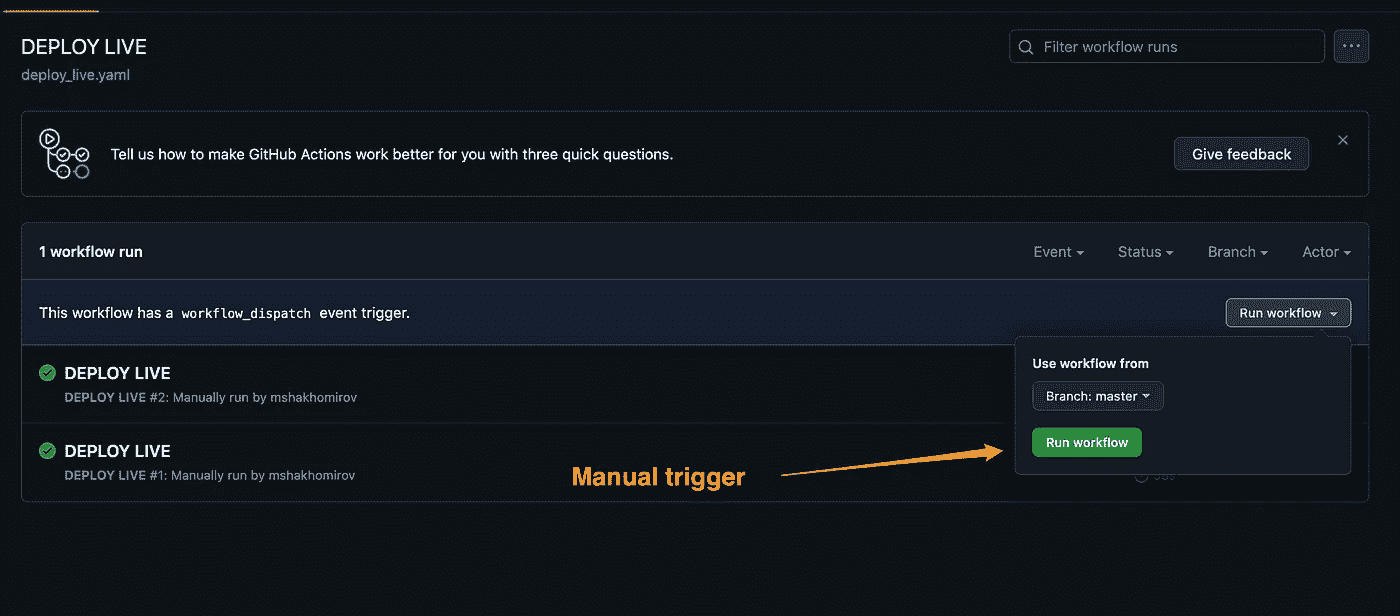 DEPLOY LIVE
Filter workflow runs
deploy_live.yaml
Tell us how to make GitHub Actions work better for you with three quick questions.
Give feedback
1 workflow run
Event
Status
Branch
Actor
This workflow has a workflow_dispatch event trigger.
Run workflow
Use workflow from
Branch: master
Run workflow
DEPLOY LIVE
DEPLOY LIVE #2: Manually run by mshakhomirov
DEPLOY LIVE
DEPLOY LIVE #1: Manually run by mshakhomirov
Manual trigger